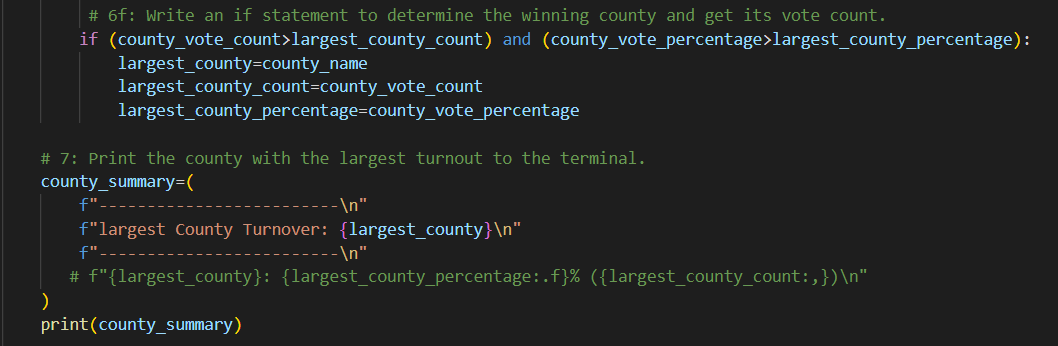 # 6f: Write an if statement to determine the winning county and get its vote count.
if (county_vote_count>largest_county_count) and (county_vote_percentage>largest_county_percentage):
largest_county=county_name
largest_county_count=county_vote_count
largest_county_percentage=county_vote_percentage
# 7: Print the county with the largest turnout to the terminal.
county_summary=(
f"-------------------------\n"
f"largest County Turnover: {largest_county}\n"
f"-------------------------\n"
# f"{largest_county}: {largest_county_percentage:.f}% ({largest_county_count:,})\n"
)
print(county_summary)